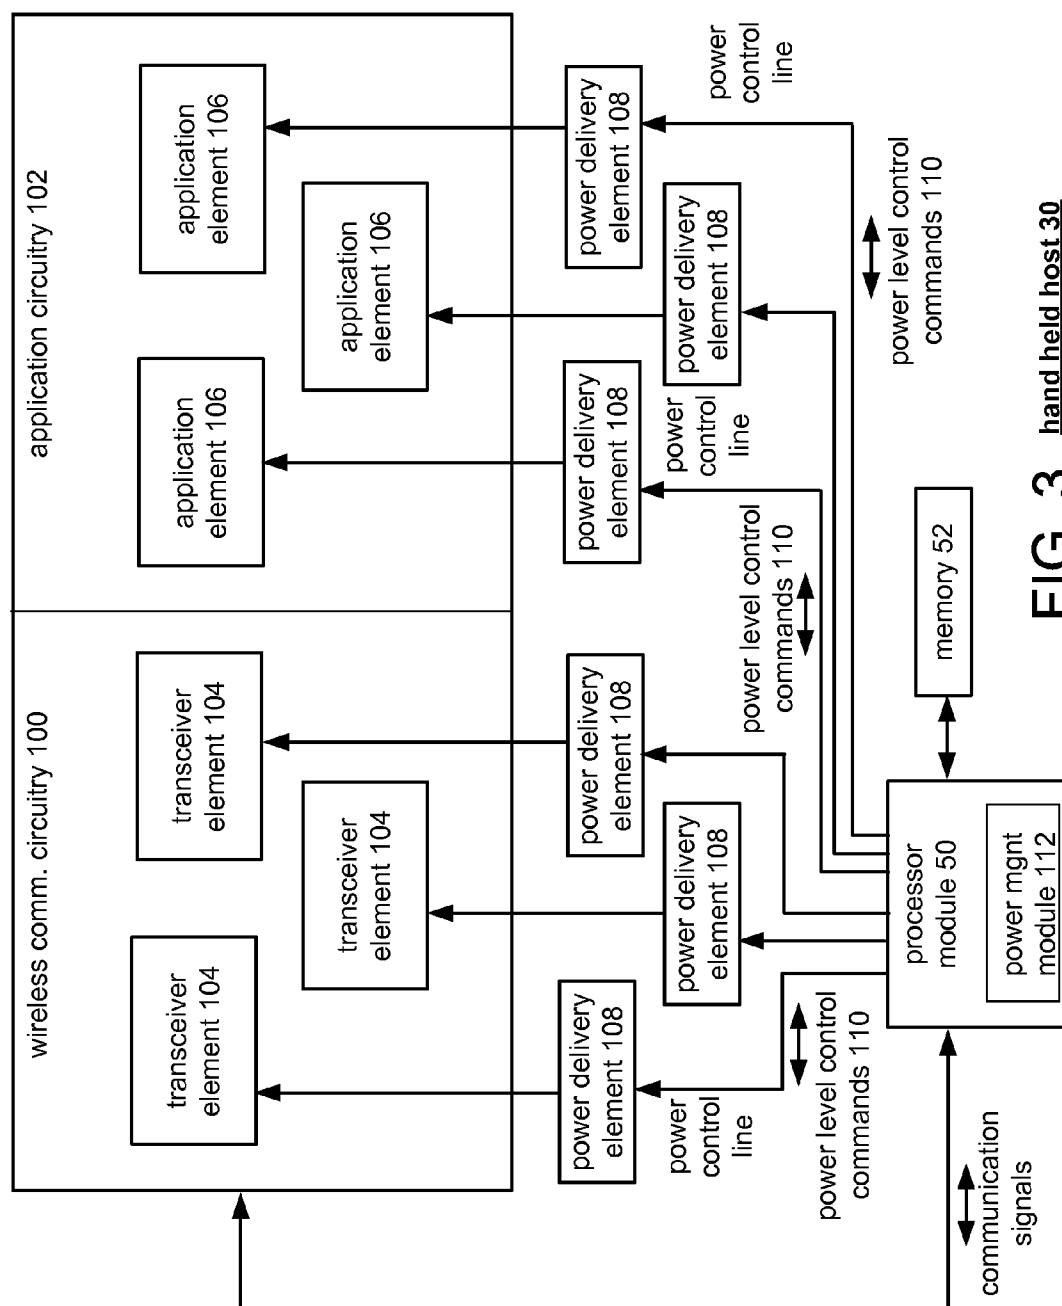 wireless comm. circuitry 100
application circuitry 102
transceiver
element 104
transceiver
element 104
transceiver
element 104
application
element 106
application
element 106
application
element 106
power delivery
element 108
power delivery
element 108
power delivery
element 108
power delivery
element 108
power delivery
element 108
power delivery
element 108
power
control
line
power
control
line
power
control
line
power level control
commands 110
power level control
commands 110
power level control
commands 110
processor
module 50
power mgnt
module 112
memory 52
communication
signals
FIG. 3
hand held host 30